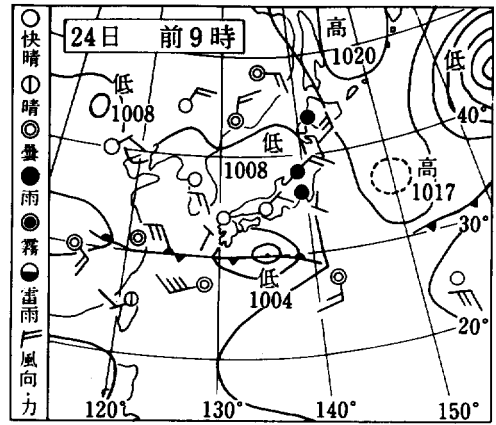 24日 前9時
快晴
晴
曇
雨
霧
雷雨
風向・力
高
1020
低
低
1008
40°
低
1008
高
1017
30°
低
1004
20°
120°
130°
140°
150°